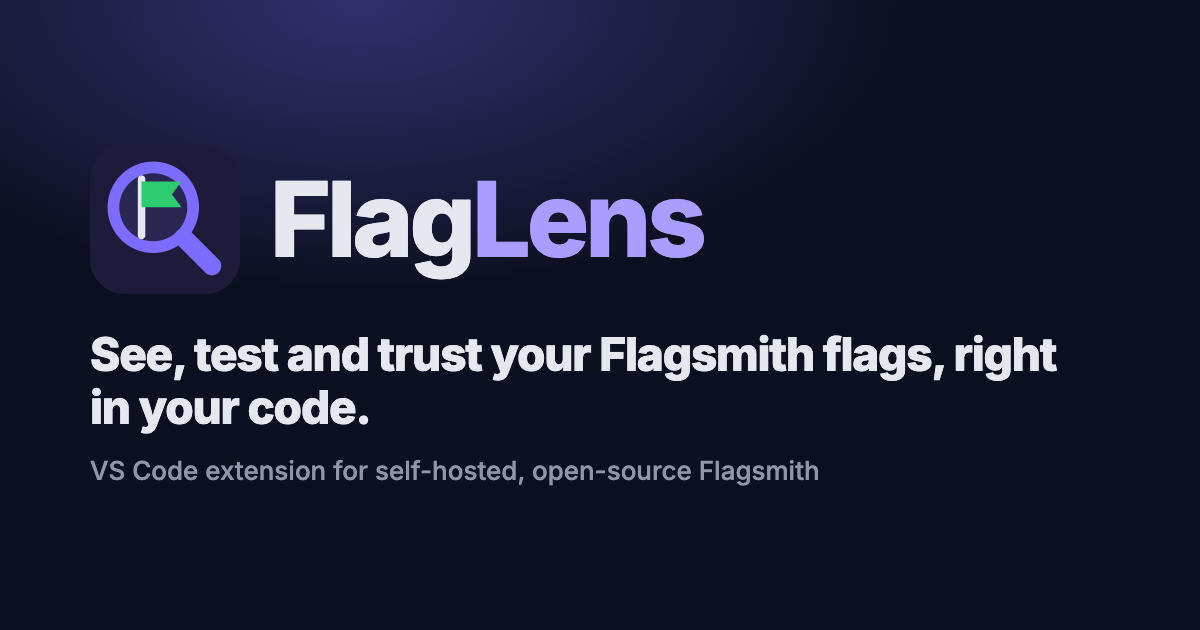 FlagLens
See, test and trust your Flagsmith flags, right
in your code.
VS Code extension for self-hosted, open-source Flagsmith